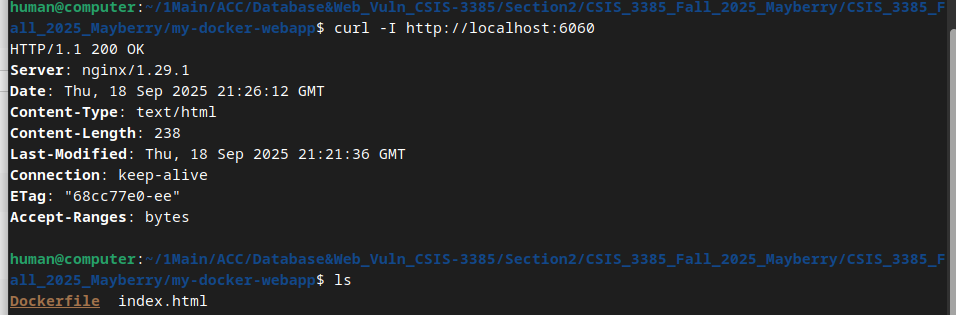 human@computer:~/1Main/ACC/Database&Web_Vuln_CSIS-3385/Section2/CSIS_3385_Fall_2025_Mayberry/CSIS_3385_F
all_2025_Mayberry/my-docker-webapp$ curl -I http://localhost:6060
HTTP/1.1 200 OK
Server: nginx/1.29.1
Date: Thu, 18 Sep 2025 21:26:12 GMT
Content-Type: text/html
Content-Length: 238
Last-Modified: Thu, 18 Sep 2025 21:21:36 GMT
Connection: keep-alive
ETag: "68cc77e0-ee"
Accept-Ranges: bytes
human@computer:~/1Main/ACC/Database&Web_Vuln_CSIS-3385/Section2/CSIS_3385_Fall_2025_Mayberry/CSIS_3385_F
all_2025_Mayberry/my-docker-webapp$ ls
Dockerfile  index.html